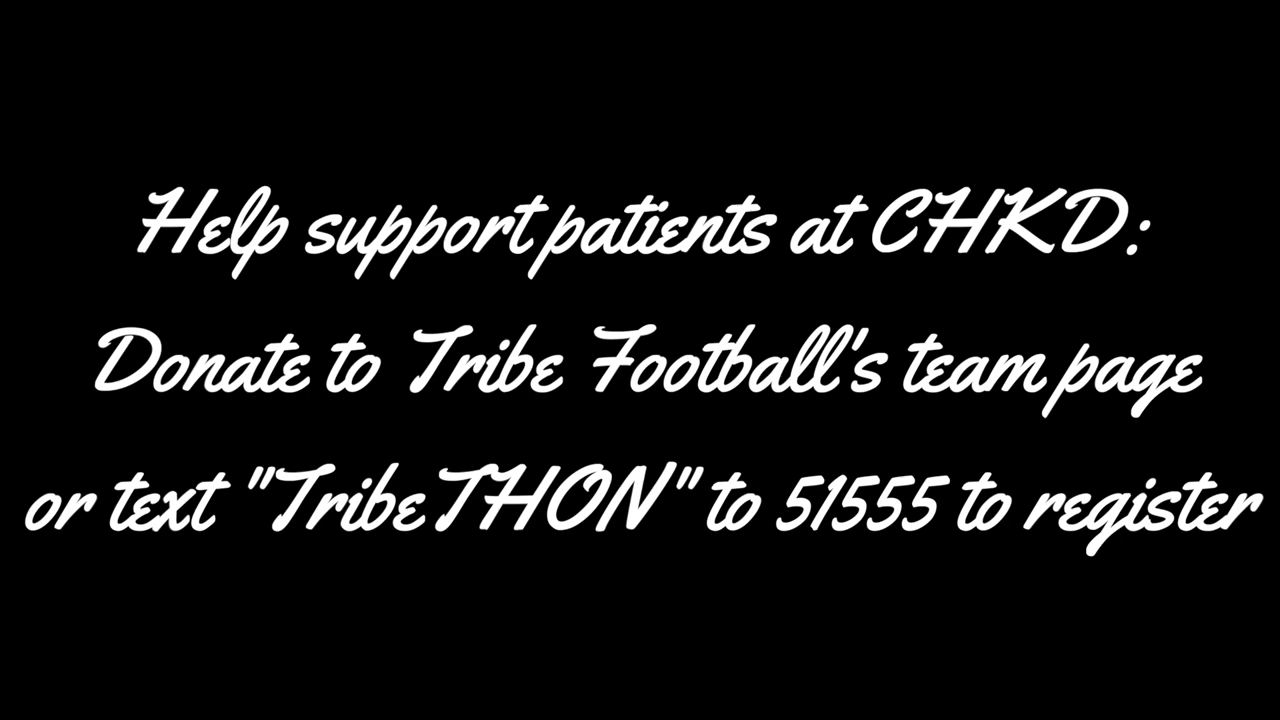 Help support patients at CHKD:
Donate to Tribe Football's team page
or text "TribeTHON" to 51555 to register